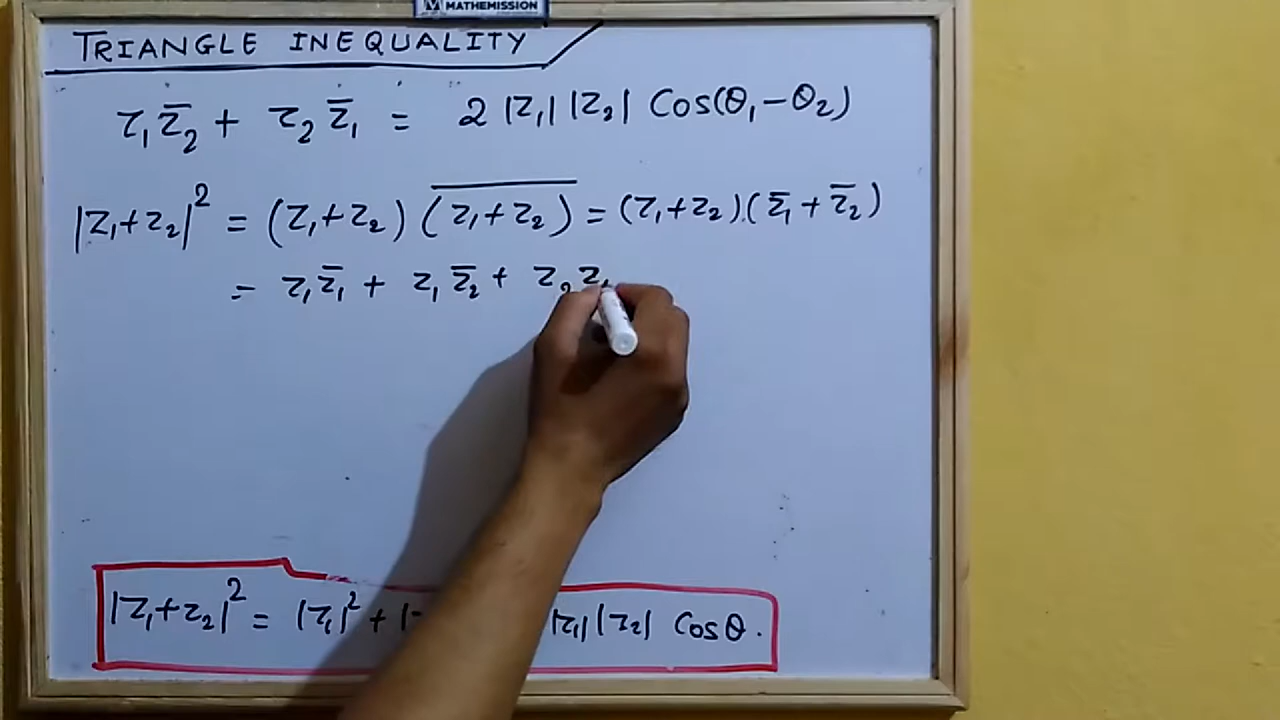 MATHEMISSION
TRIANGLE INEQUALITY
z₁z̅₂ + z₂z̅₁ = 2|z₁||z₂| Cos(θ₁-θ₂)
|z₁+z₂|² = (z₁+z₂)(z₁+z₂)̅ = (z₁+z₂).(z̅₁+z̅₂)
= z₁z̅₁ + z₁z̅₂ + z₂z₁
|z₁+z₂|² = |z₁|² + |z₁||z₂| Cosθ.